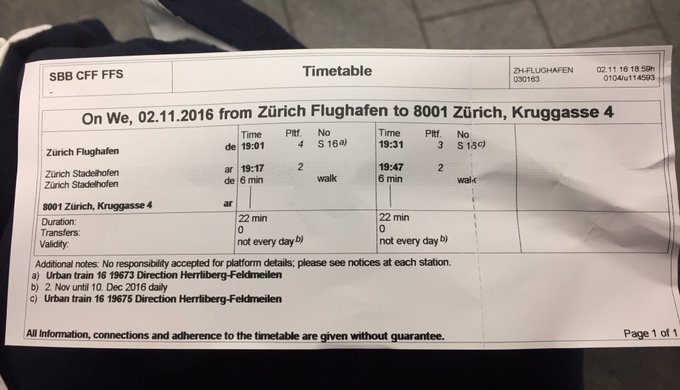 SBB CFF FFS
Timetable
ZH-FLUGHAFEN 02.11.16 18:59h
030163 0104/u114593
On We, 02.11.2016 from Zürich Flughafen to 8001 Zürich, Kruggasse 4
Time Pltf. No Time Pltf. No
Zürich Flughafen de 19:01 4 S 16a) 19:31 3 S 16c)
Zürich Stadelhofen ar 19:17 2 19:47 2
Zürich Stadelhofen de 6 min walk 6 min walk
8001 Zürich, Kruggasse 4 ar
Duration: 22 min 22 min
Transfers: 0 0
Validity: not every day b) not every day b)
Additional notes: No responsibility accepted for platform details; please see notices at each station.
a) Urban train 16 19673 Direction Herrliberg-Feldmeilen
b) 2. Nov until 10. Dec 2016 daily
c) Urban train 16 19675 Direction Herrliberg-Feldmeilen
All Information, connections and adherence to the timetable are given without guarantee.
Page 1 of 1